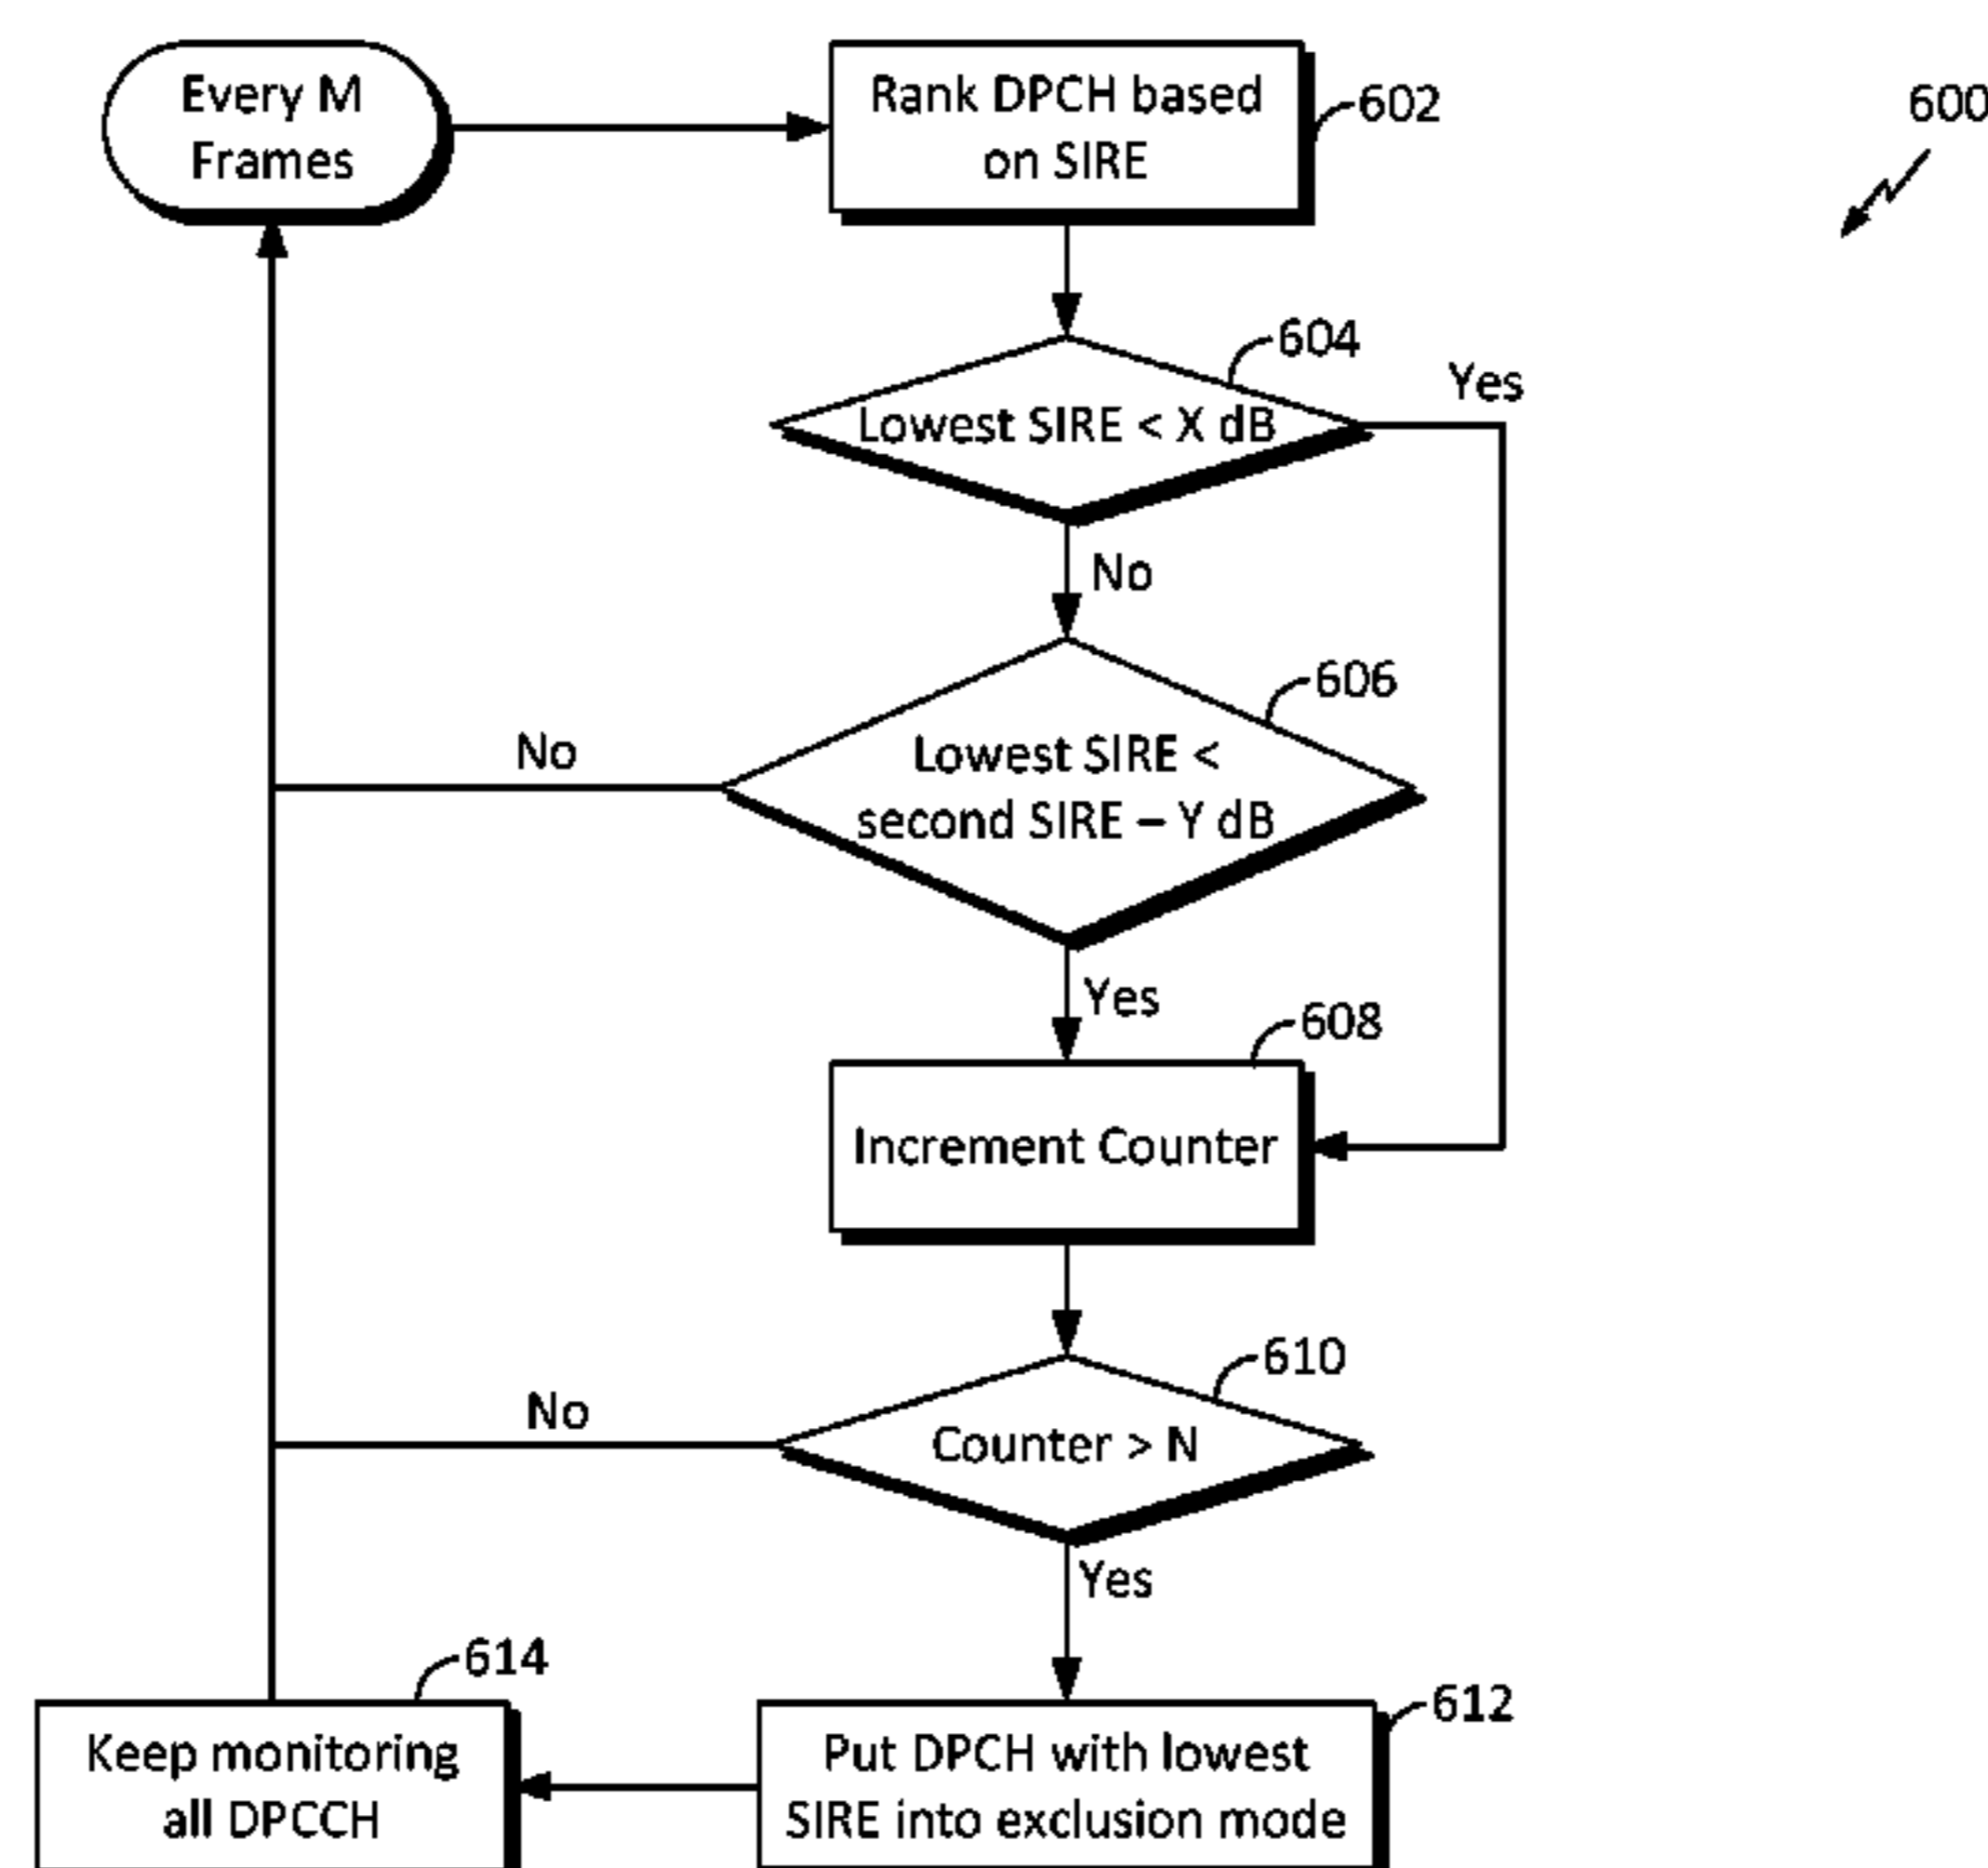 Every M
Frames
Rank DPCH based
on SIRE
602
600
604
Lowest SIRE < X dB
Yes
No
606
Lowest SIRE <
second SIRE – Y dB
No
Yes
608
Increment Counter
610
Counter > N
No
Yes
614
Keep monitoring
all DPCCH
612
Put DPCH with lowest
SIRE into exclusion mode